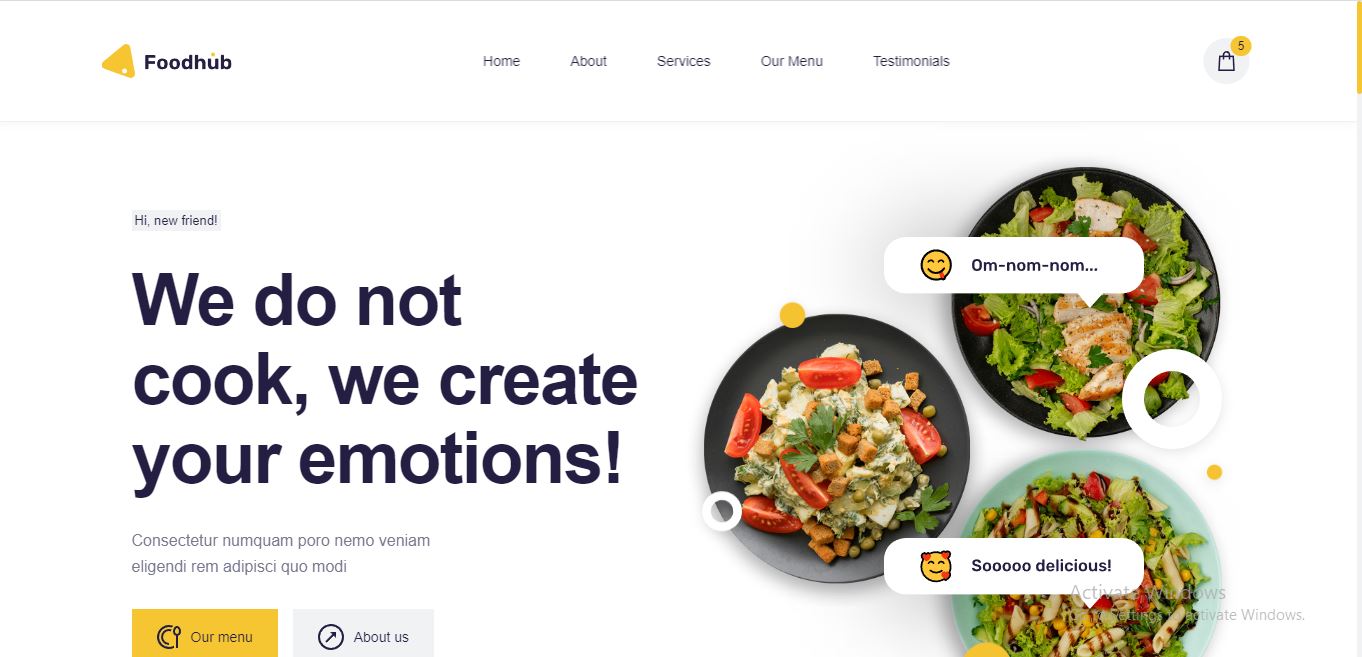 Foodhub
Home
About
Services
Our Menu
Testimonials
5
Hi, new friend!
We do not
cook, we create
your emotions!
Consectetur numquam poro nemo veniam
eligendi rem adipisci quo modi
Our menu
About us
Om-nom-nom...
Sooooo delicious!
Activate Windows
Go to Settings to activate Windows.